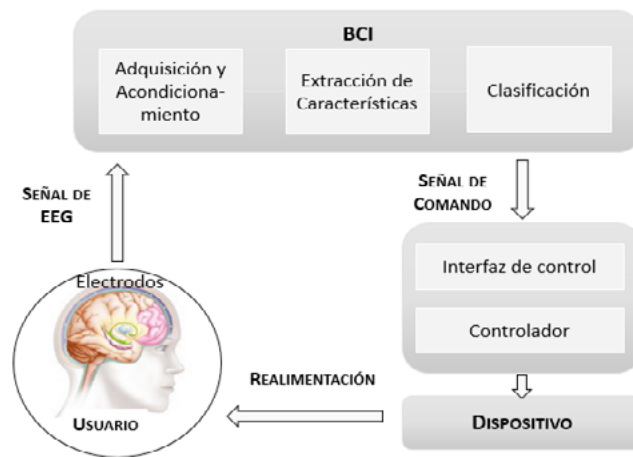 BCI
Adquisición y
Acondiciona-
miento
Extracción de
Características
Clasificación
SEÑAL DE
EEG
SEÑAL DE
COMANDO
Interfaz de control
Controlador
Electrodos
USUARIO
REALIMENTACIÓN
DISPOSITIVO